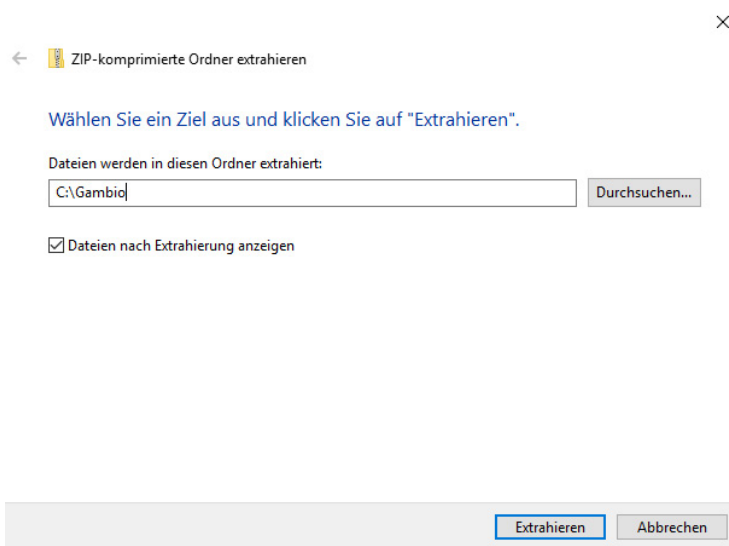 ZIP-komprimierte Ordner extrahieren
Wählen Sie ein Ziel aus und klicken Sie auf "Extrahieren".
Dateien werden in diesen Ordner extrahiert:
C:\Gambio
Durchsuchen...
Dateien nach Extrahierung anzeigen
Extrahieren
Abbrechen